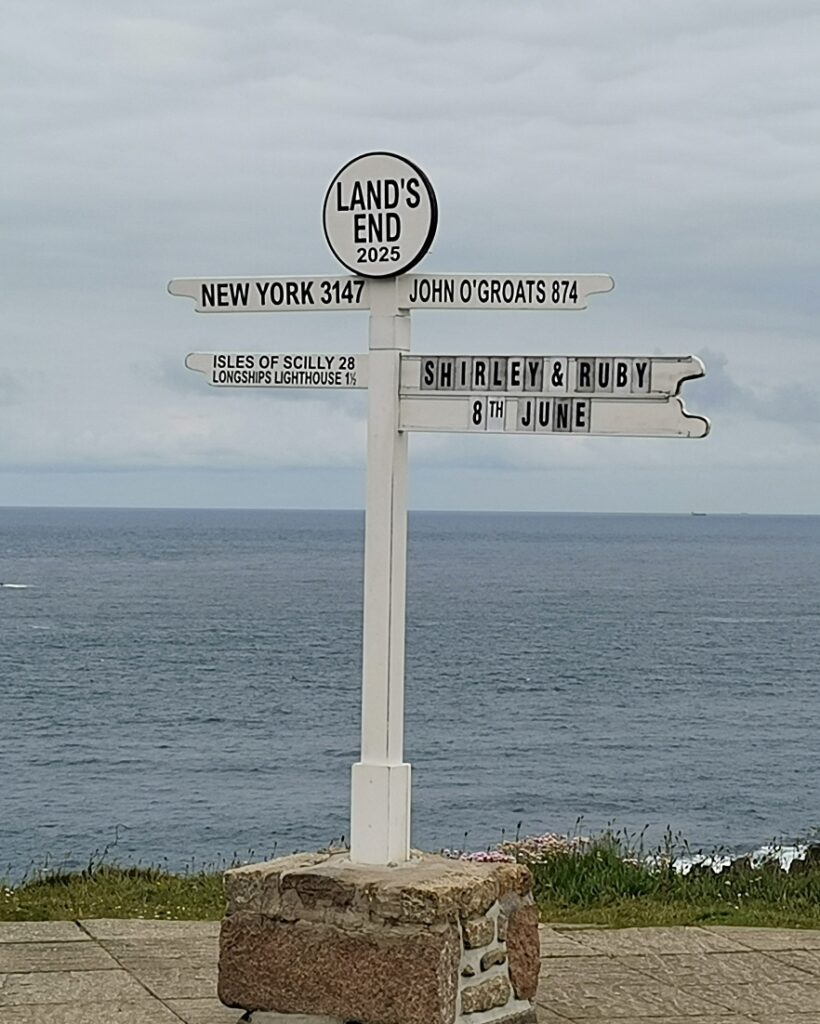 LAND'S
END
2025
NEW YORK 3147
JOHN O'GROATS 874
ISLES OF SCILLY 28
LONGSHIPS LIGHTHOUSE 1½
SHIRLEY & RUBY
8TH JUNE